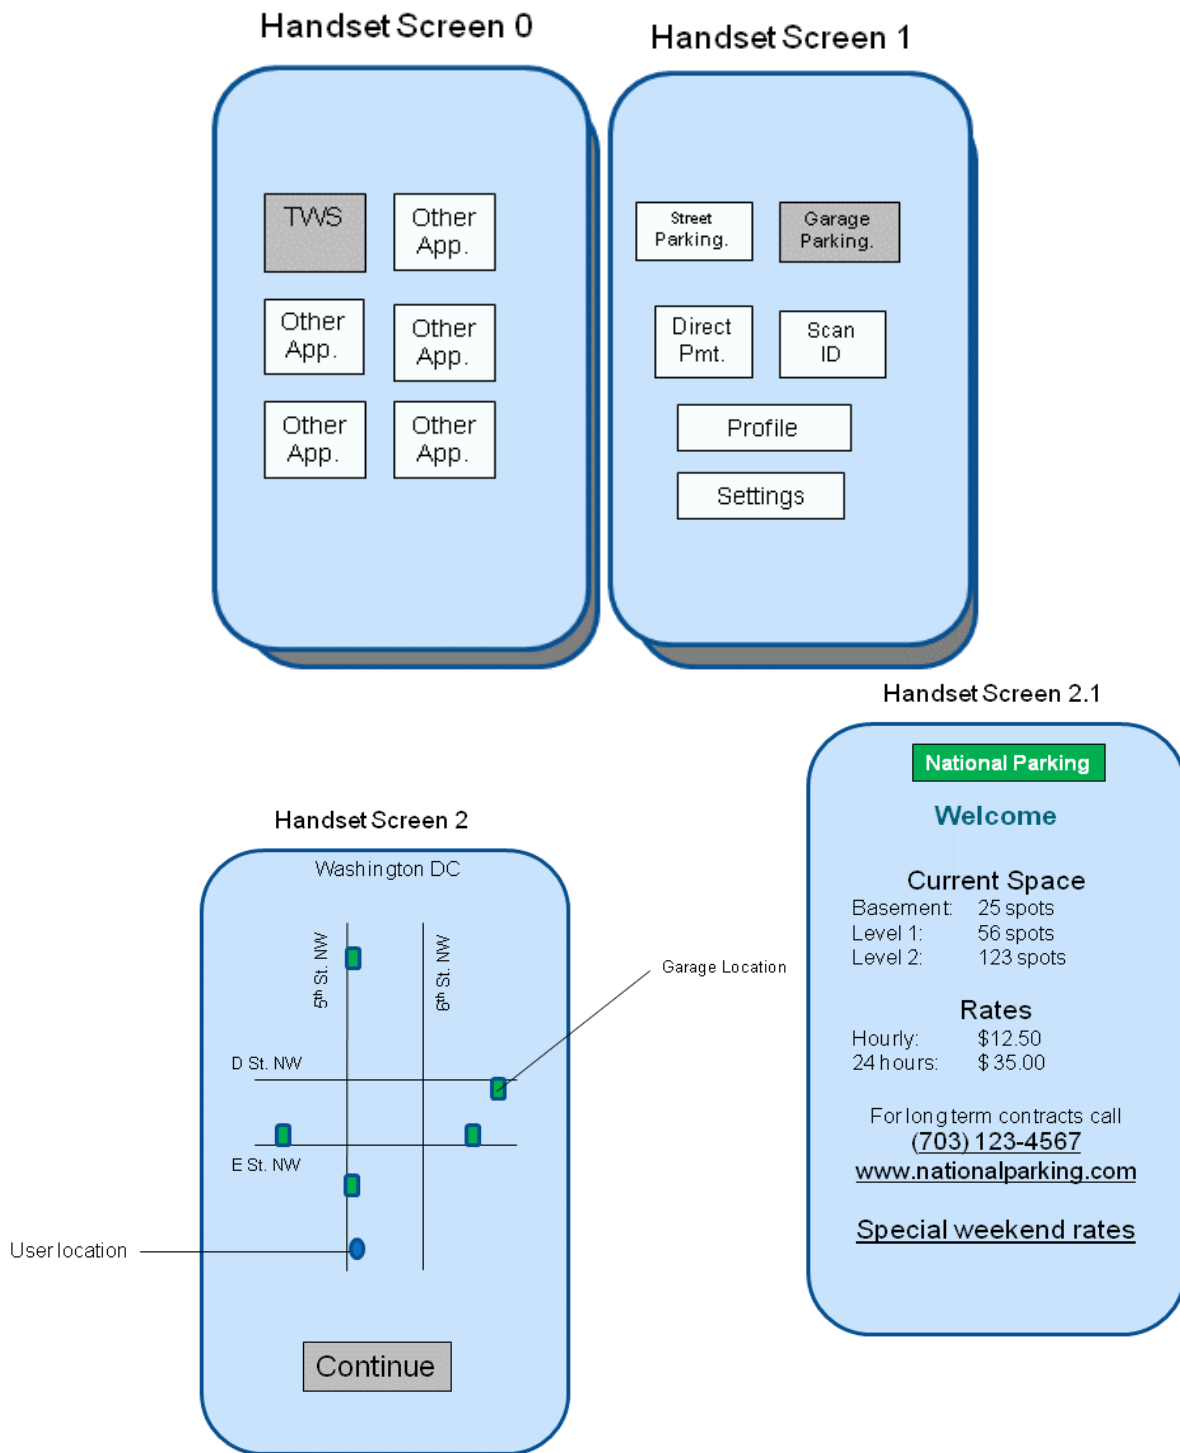 Handset Screen 0
Handset Screen 1
TWS
Other
App.
Other
App.
Other
App.
Other
App.
Other
App.
Street
Parking.
Garage
Parking.
Direct
Pmt.
Scan
ID
Profile
Settings
Handset Screen 2.1
National Parking
Welcome
Current Space
Basement: 25 spots
Level 1: 56 spots
Level 2: 123 spots
Rates
Hourly: $12.50
24 hours: $ 35.00
For long term contracts call
(703) 123-4567
www.nationalparking.com
Special weekend rates
Handset Screen 2
Washington DC
5th St. NW
6th St. NW
Garage Location
D St. NW
E St. NW
User location
Continue